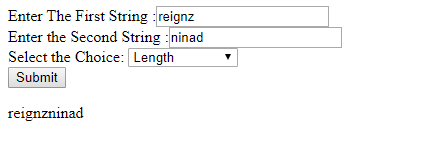 Enter The First String :reignz
Enter the Second String :ninad
Select the Choice: Length
Submit
reignzninad